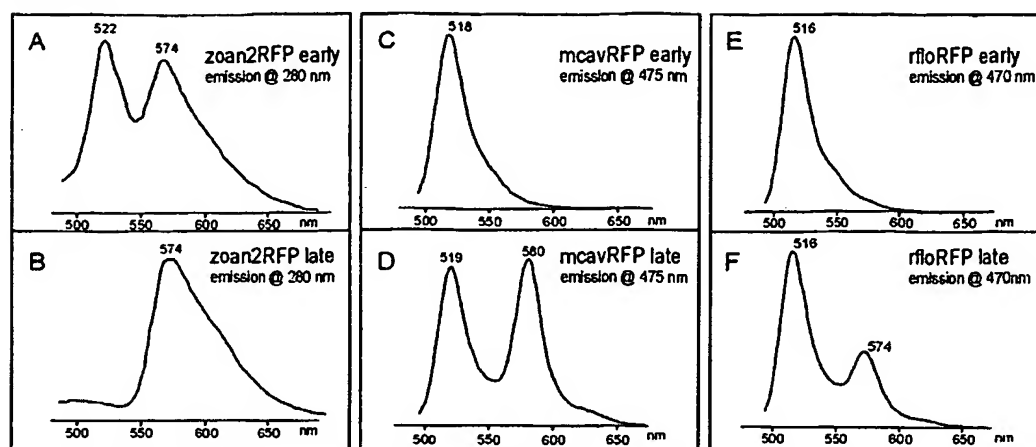 A
522
574
zoan2RFP early
emission @ 280 nm
500 550 600 650 nm
B
574
zoan2RFP late
emission @ 280 nm
500 550 600 650 nm
C
518
mcavRFP early
emission @ 475 nm
500 550 600 650 nm
D
519
580
mcavRFP late
emission @ 475 nm
500 550 600 650 nm
E
516
rfloRFP early
emission @ 470 nm
500 550 600 650 nm
F
516
574
rfloRFP late
emission @ 470nm
500 550 600 650 nm